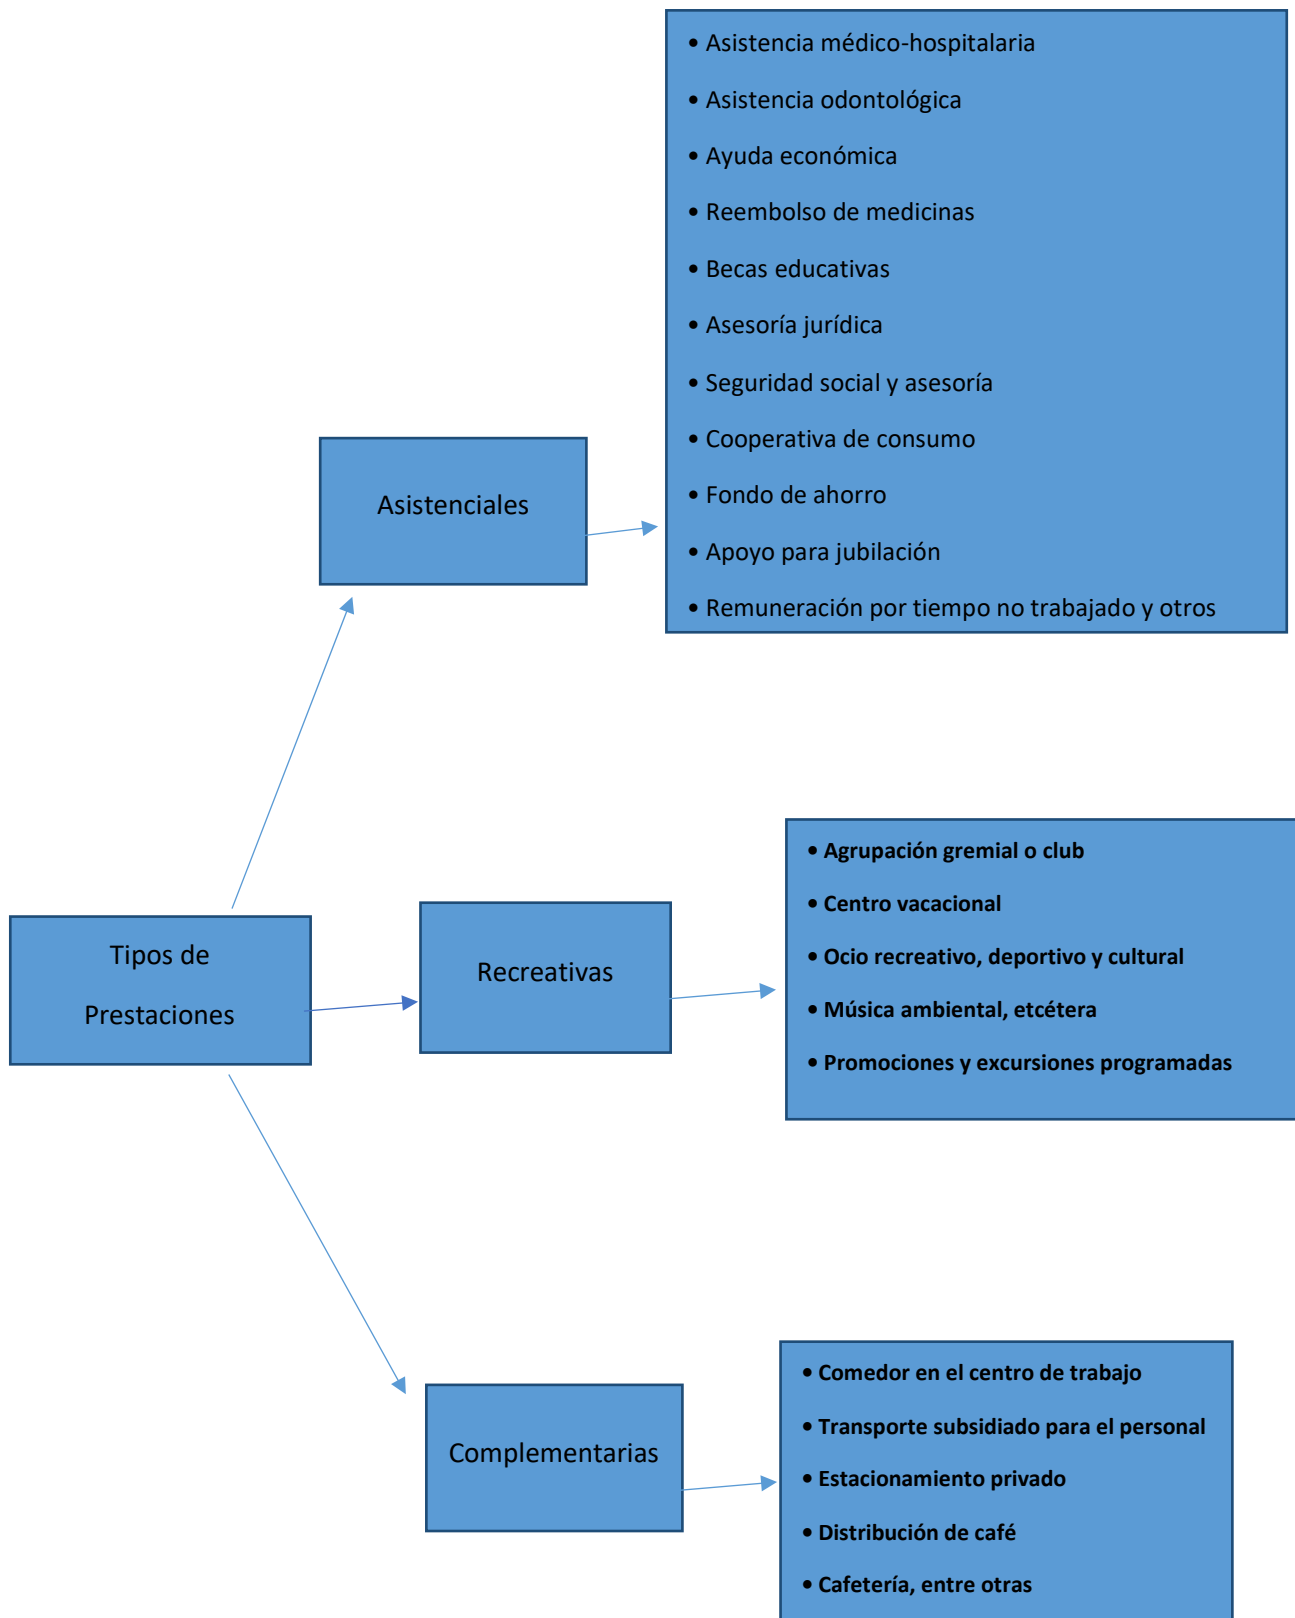 • Asistencia médico-hospitalaria
• Asistencia odontológica
• Ayuda económica
• Reembolso de medicinas
• Becas educativas
• Asesoría jurídica
• Seguridad social y asesoría
• Cooperativa de consumo
• Fondo de ahorro
• Apoyo para jubilación
• Remuneración por tiempo no trabajado y otros
Asistenciales
Tipos de
Prestaciones
Recreativas
• Agrupación gremial o club
• Centro vacacional
• Ocio recreativo, deportivo y cultural
• Música ambiental, etcétera
• Promociones y excursiones programadas
Complementarias
• Comedor en el centro de trabajo
• Transporte subsidiado para el personal
• Estacionamiento privado
• Distribución de café
• Cafetería, entre otras